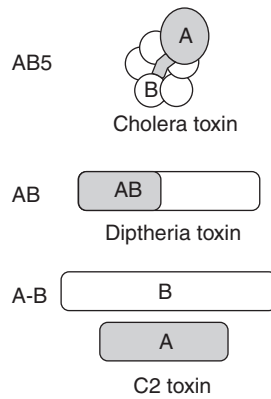 A
AB5
B
Cholera toxin
AB
AB
Diptheria toxin
A-B
B
A
C2 toxin